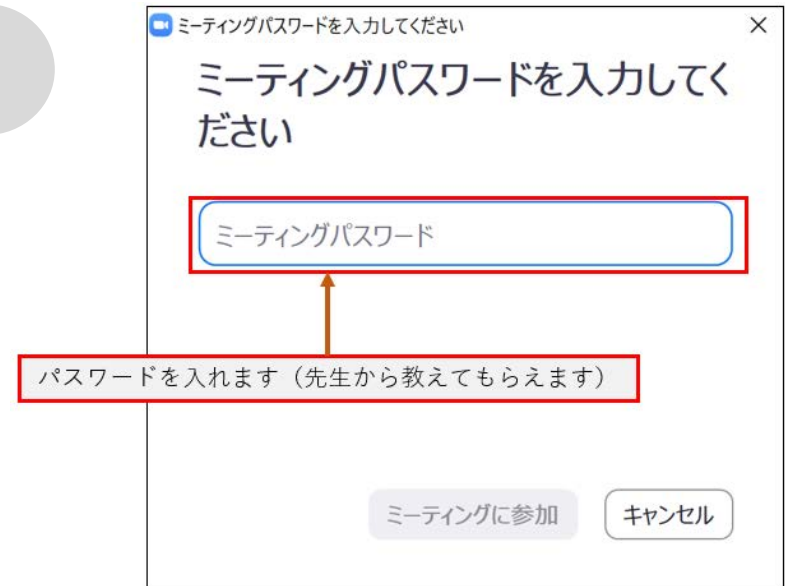 ミーティングパスワードを入力してください
ミーティングパスワードを入力してく
ださい
ミーティングパスワード
パスワードを入れます（先生から教えてもらえます）
ミーティングに参加
キャンセル